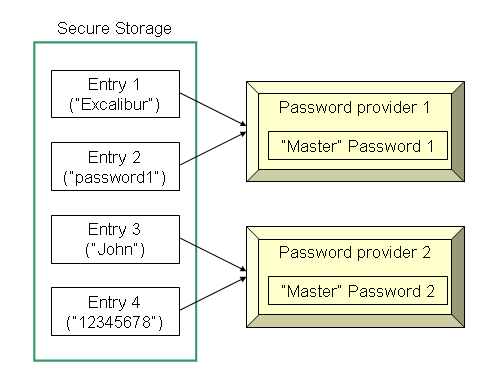 Secure Storage
Entry 1
("Excalibur")
Entry 2
("password1")
Entry 3
("John")
Entry 4
("12345678")
Password provider 1
"Master" Password 1
Password provider 2
"Master" Password 2